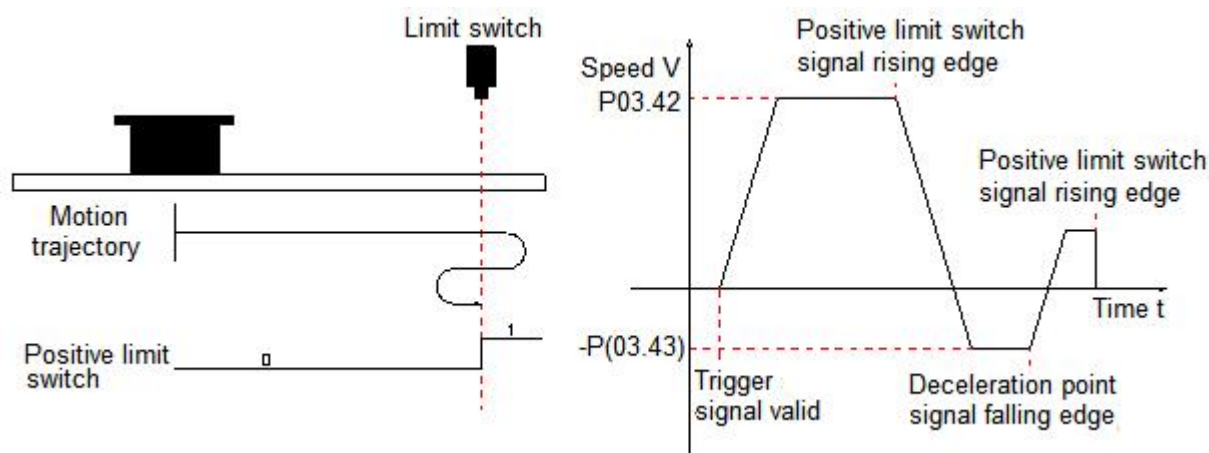 Limit switch
Motion
trajectory
Positive limit
switch
0
1
Positive limit switch
signal rising edge
Speed V
P03.42
Positive limit switch
signal rising edge
Time t
-P(03.43)
Trigger
signal valid
Deceleration point
signal falling edge